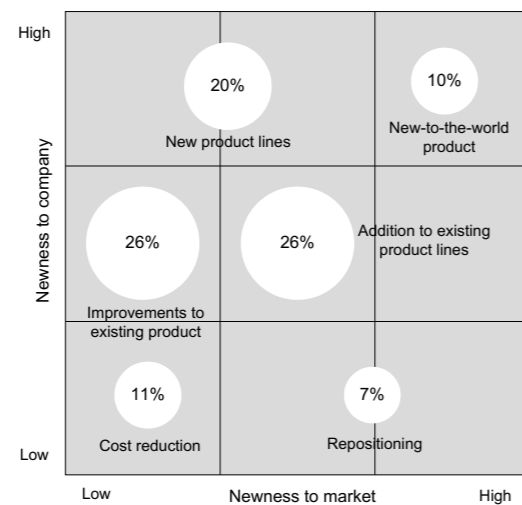 High
20%
10%
New product lines
New-to-the-world
product
Newness to company
26%
26%
Addition to existing
product lines
Improvements to
existing product
11%
7%
Cost reduction
Repositioning
Low
Low
Newness to market
High